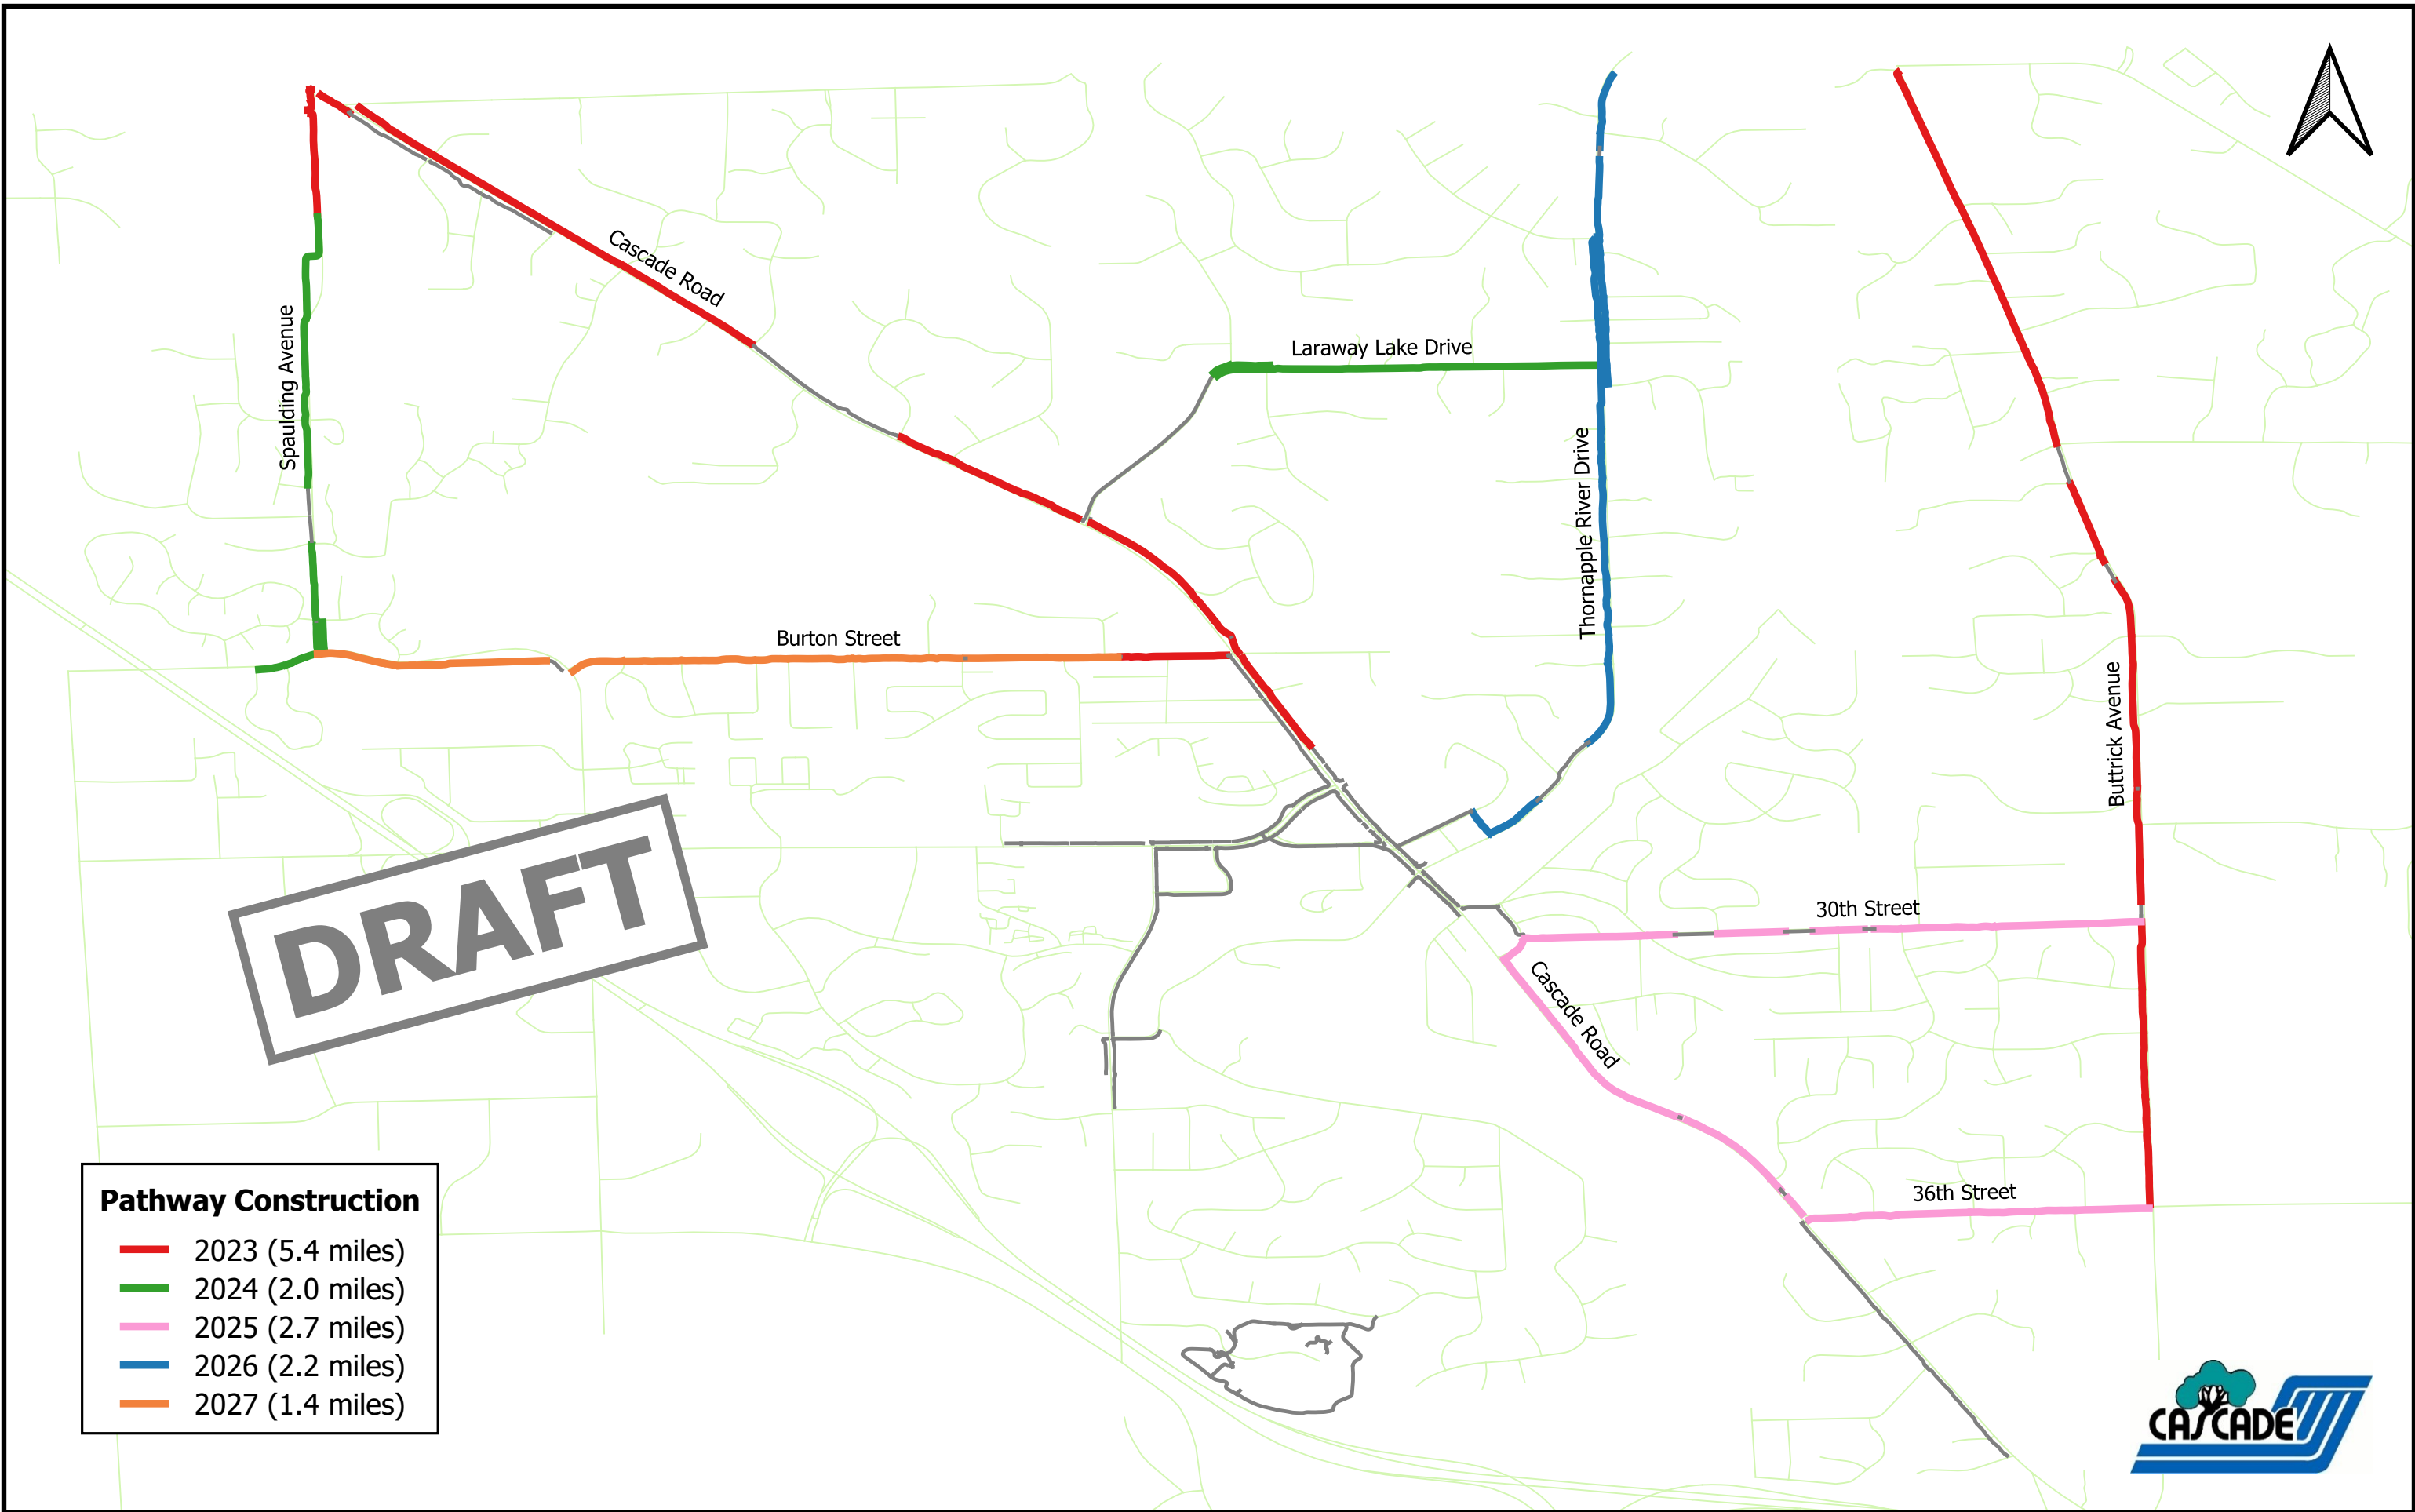 Cascade Road
Spaulding Avenue
Laraway Lake Drive
Thornapple River Drive
Burton Street
Buttrick Avenue
DRAFT
30th Street
Cascade Road
36th Street
Pathway Construction
2023 (5.4 miles)
2024 (2.0 miles)
2025 (2.7 miles)
2026 (2.2 miles)
2027 (1.4 miles)
CASCADE